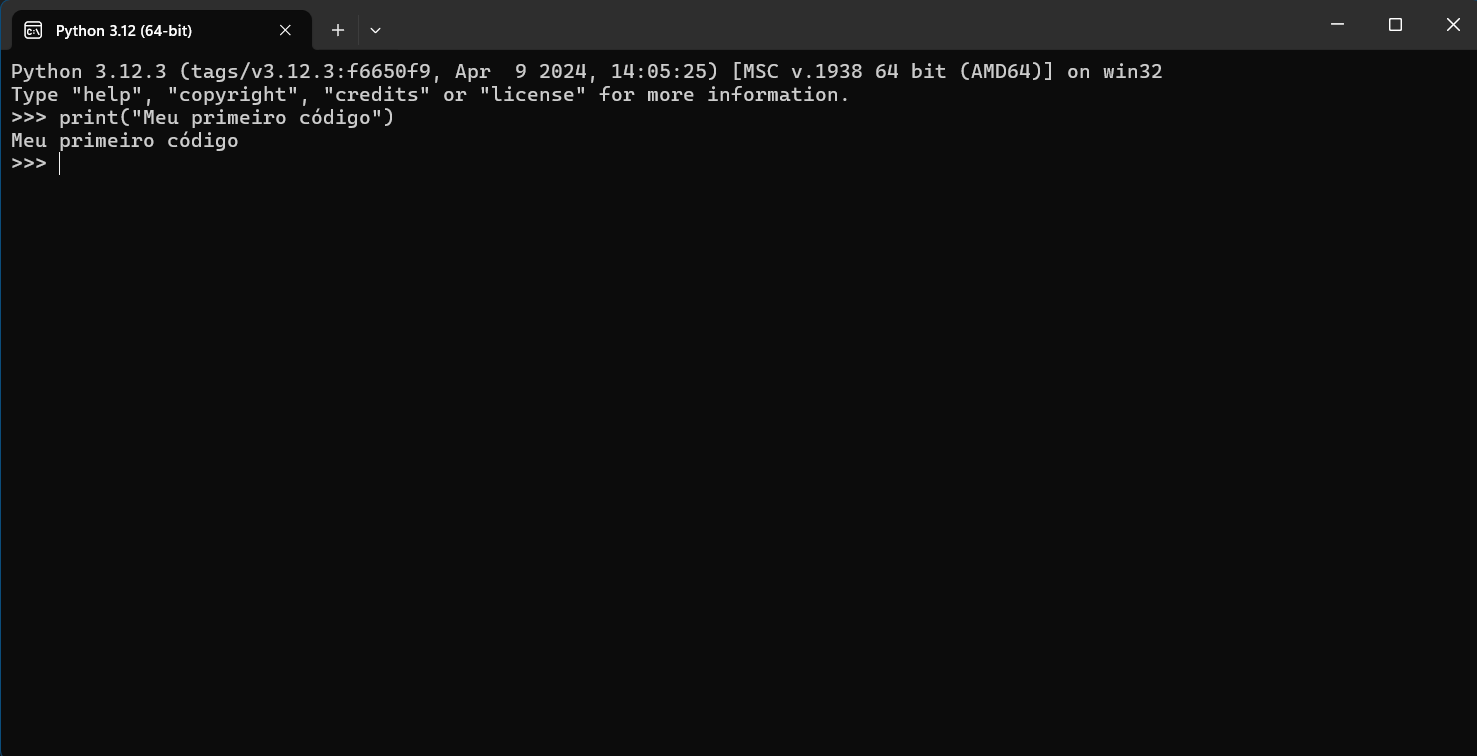 Python 3.12 (64-bit)
Python 3.12.3 (tags/v3.12.3:f6650f9, Apr  9 2024, 14:05:25) [MSC v.1938 64 bit (AMD64)] on win32
Type "help", "copyright", "credits" or "license" for more information.
>>> print("Meu primeiro código")
Meu primeiro código
>>>